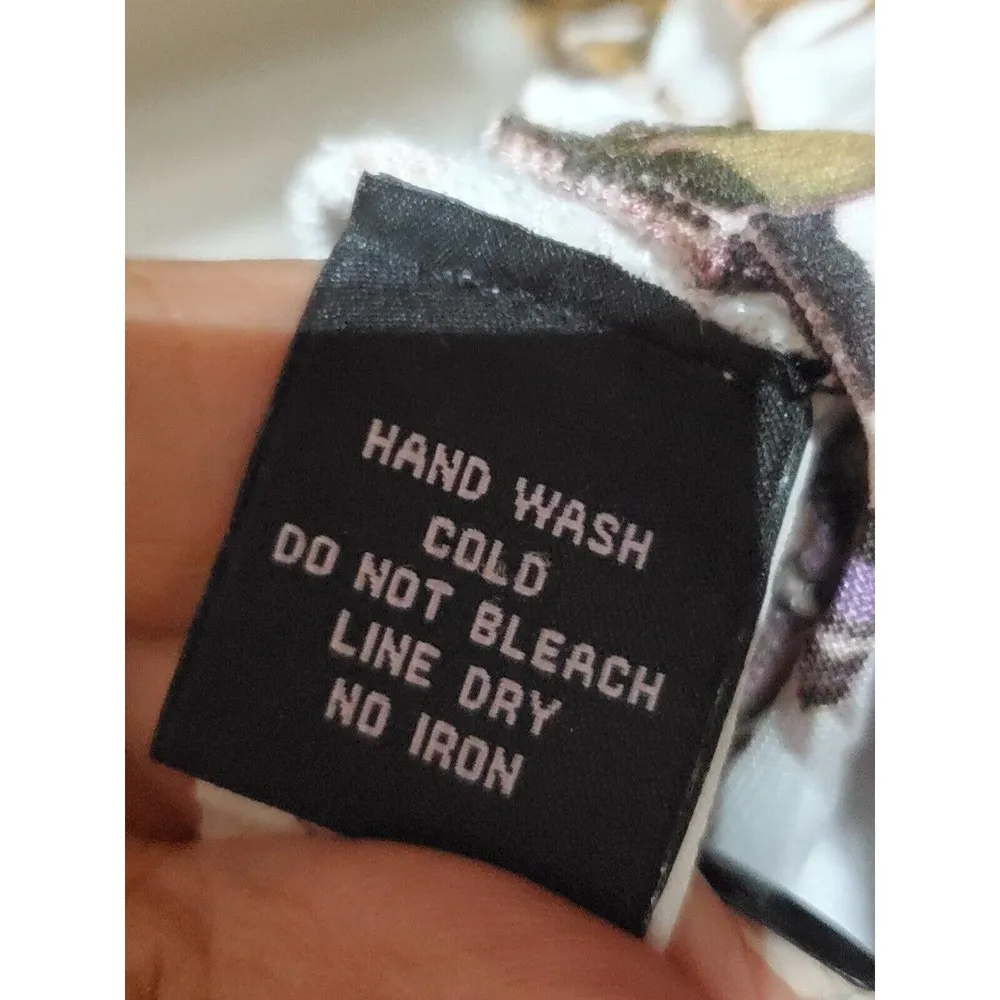 HAND WASH
COLD
DO NOT BLEACH
LINE DRY
NO IRON